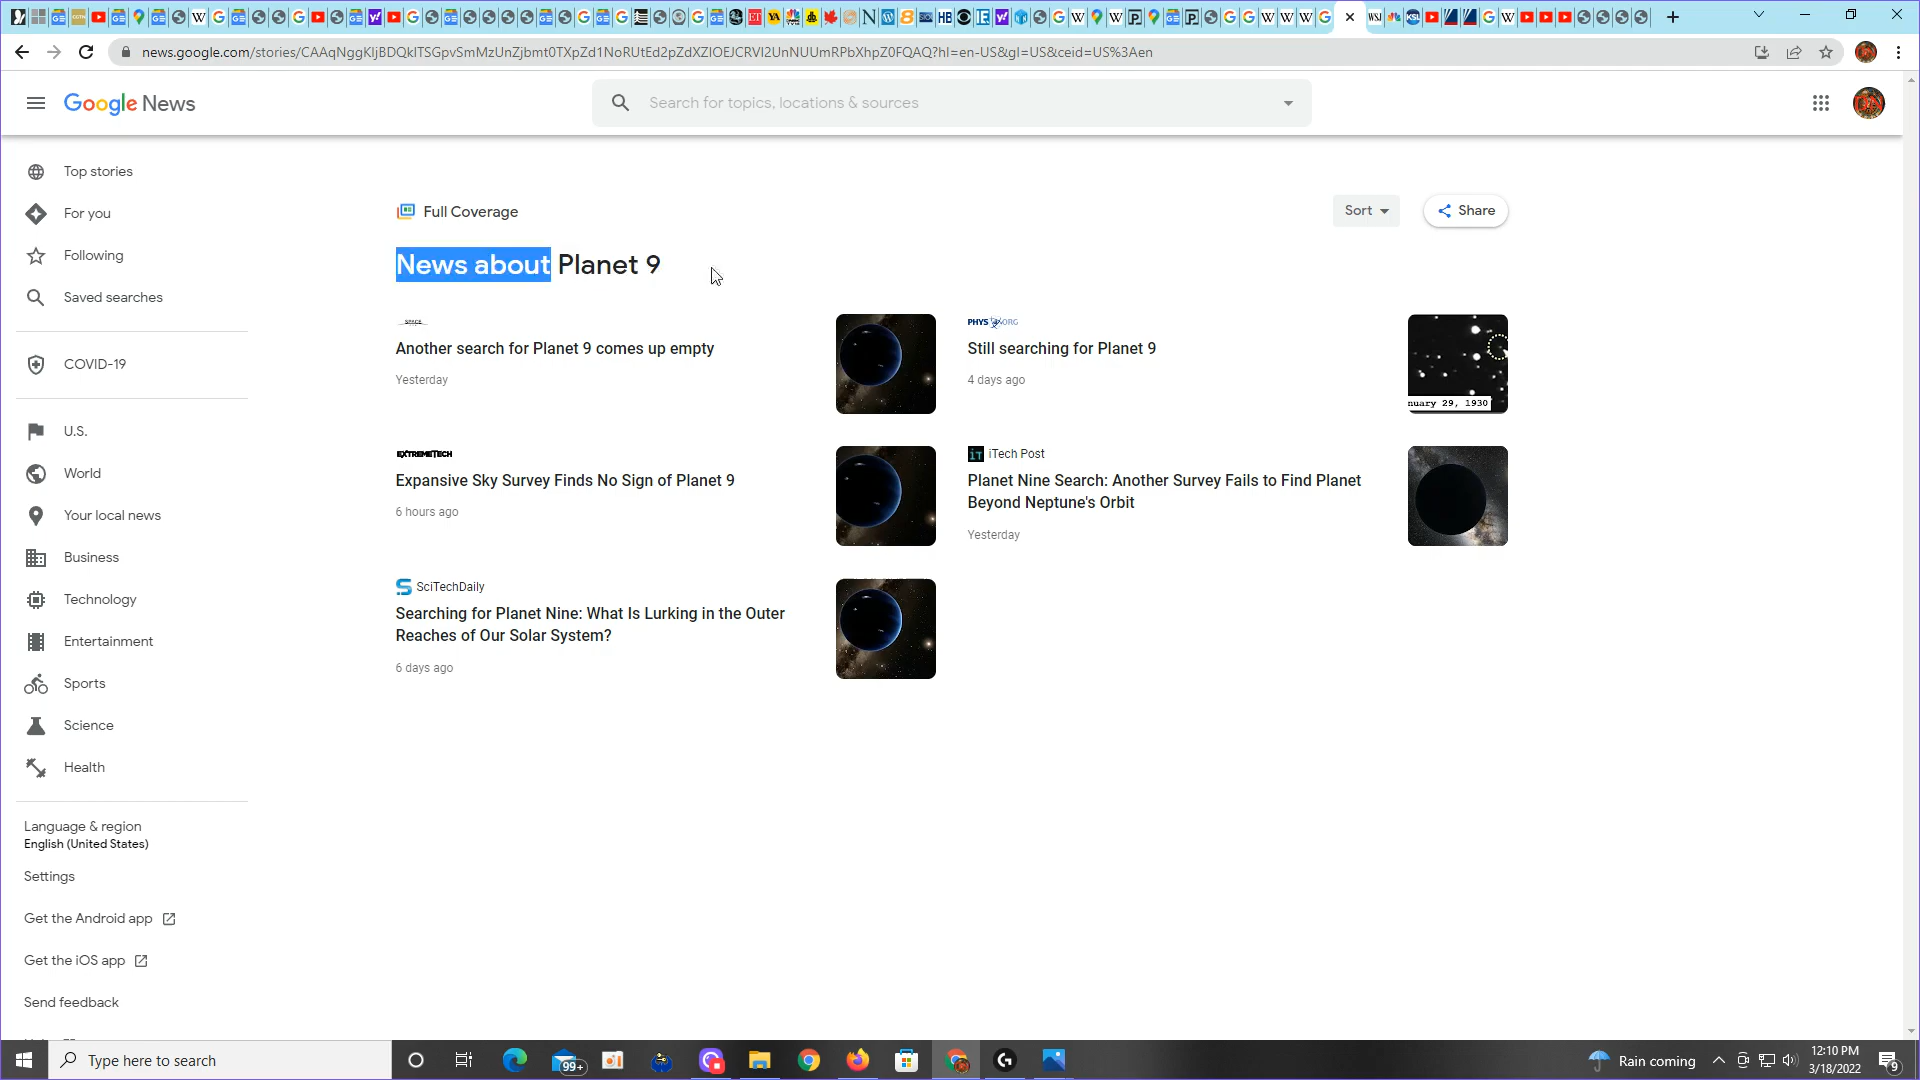 news.google.com/stories/CAAqNggKIjBDQklTSGpvSmMzUnZjbmt0TXpZd1NoRUtEd2pZdXZIOEJCRVI2UnNUUmRPbXhpZ0FQAQ?hl=en-US&gl=US&ceid=US%3Aen
Google News
Search for topics, locations & sources
Top stories
For you
Following
Saved searches
COVID-19
U.S.
World
Your local news
Business
Technology
Entertainment
Sports
Science
Health
Language & region
English (United States)
Settings
Get the Android app
Get the iOS app
Send feedback
Full Coverage
Sort
Share
News about Planet 9
SPACE
Another search for Planet 9 comes up empty
Yesterday
PHYS ORG
Still searching for Planet 9
4 days ago
nuary 29, 1930
EXTREMETECH
Expansive Sky Survey Finds No Sign of Planet 9
6 hours ago
iT iTech Post
Planet Nine Search: Another Survey Fails to Find Planet
Beyond Neptune's Orbit
Yesterday
SciTechDaily
Searching for Planet Nine: What Is Lurking in the Outer
Reaches of Our Solar System?
6 days ago
Type here to search
99+
Rain coming
12:10 PM
3/18/2022
9